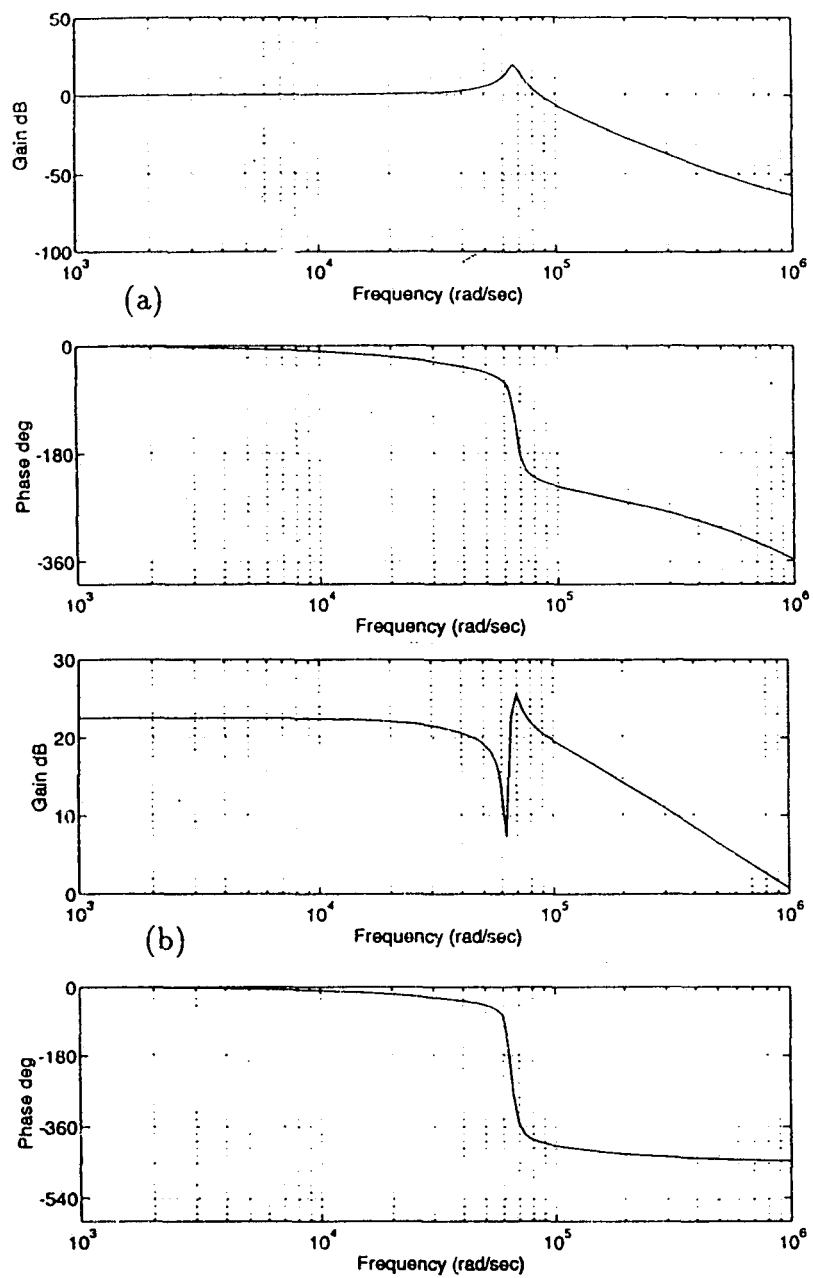 50
0
-50
-100
Gain dB
10³ 10⁴ 10⁵ 10⁶
Frequency (rad/sec)
(a)
0
-180
-360
Phase deg
10³ 10⁴ 10⁵ 10⁶
Frequency (rad/sec)
30
20
10
0
Gain dB
10³ 10⁴ 10⁵ 10⁶
Frequency (rad/sec)
(b)
0
-180
-360
-540
Phase deg
10³ 10⁴ 10⁵ 10⁶
Frequency (rad/sec)